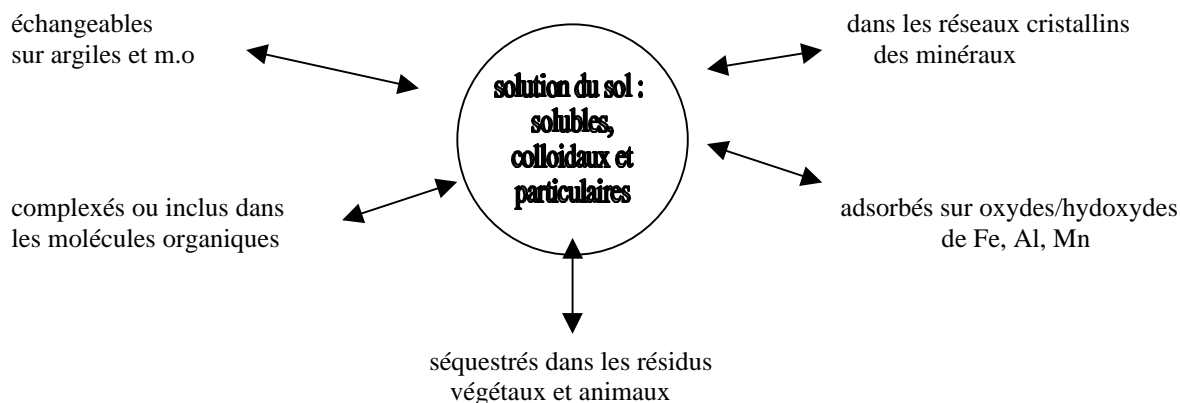 échangeables
sur argiles et m.o
dans les réseaux cristallins
des minéraux
solution du sol :
solubles,
colloidaux et
particulaires
complexés ou inclus dans
les molécules organiques
adsorbés sur oxydes/hydoxydes
de Fe, Al, Mn
séquestrés dans les résidus
végétaux et animaux